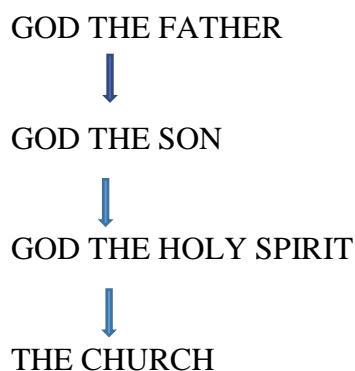 GOD THE FATHER
GOD THE SON
GOD THE HOLY SPIRIT
THE CHURCH